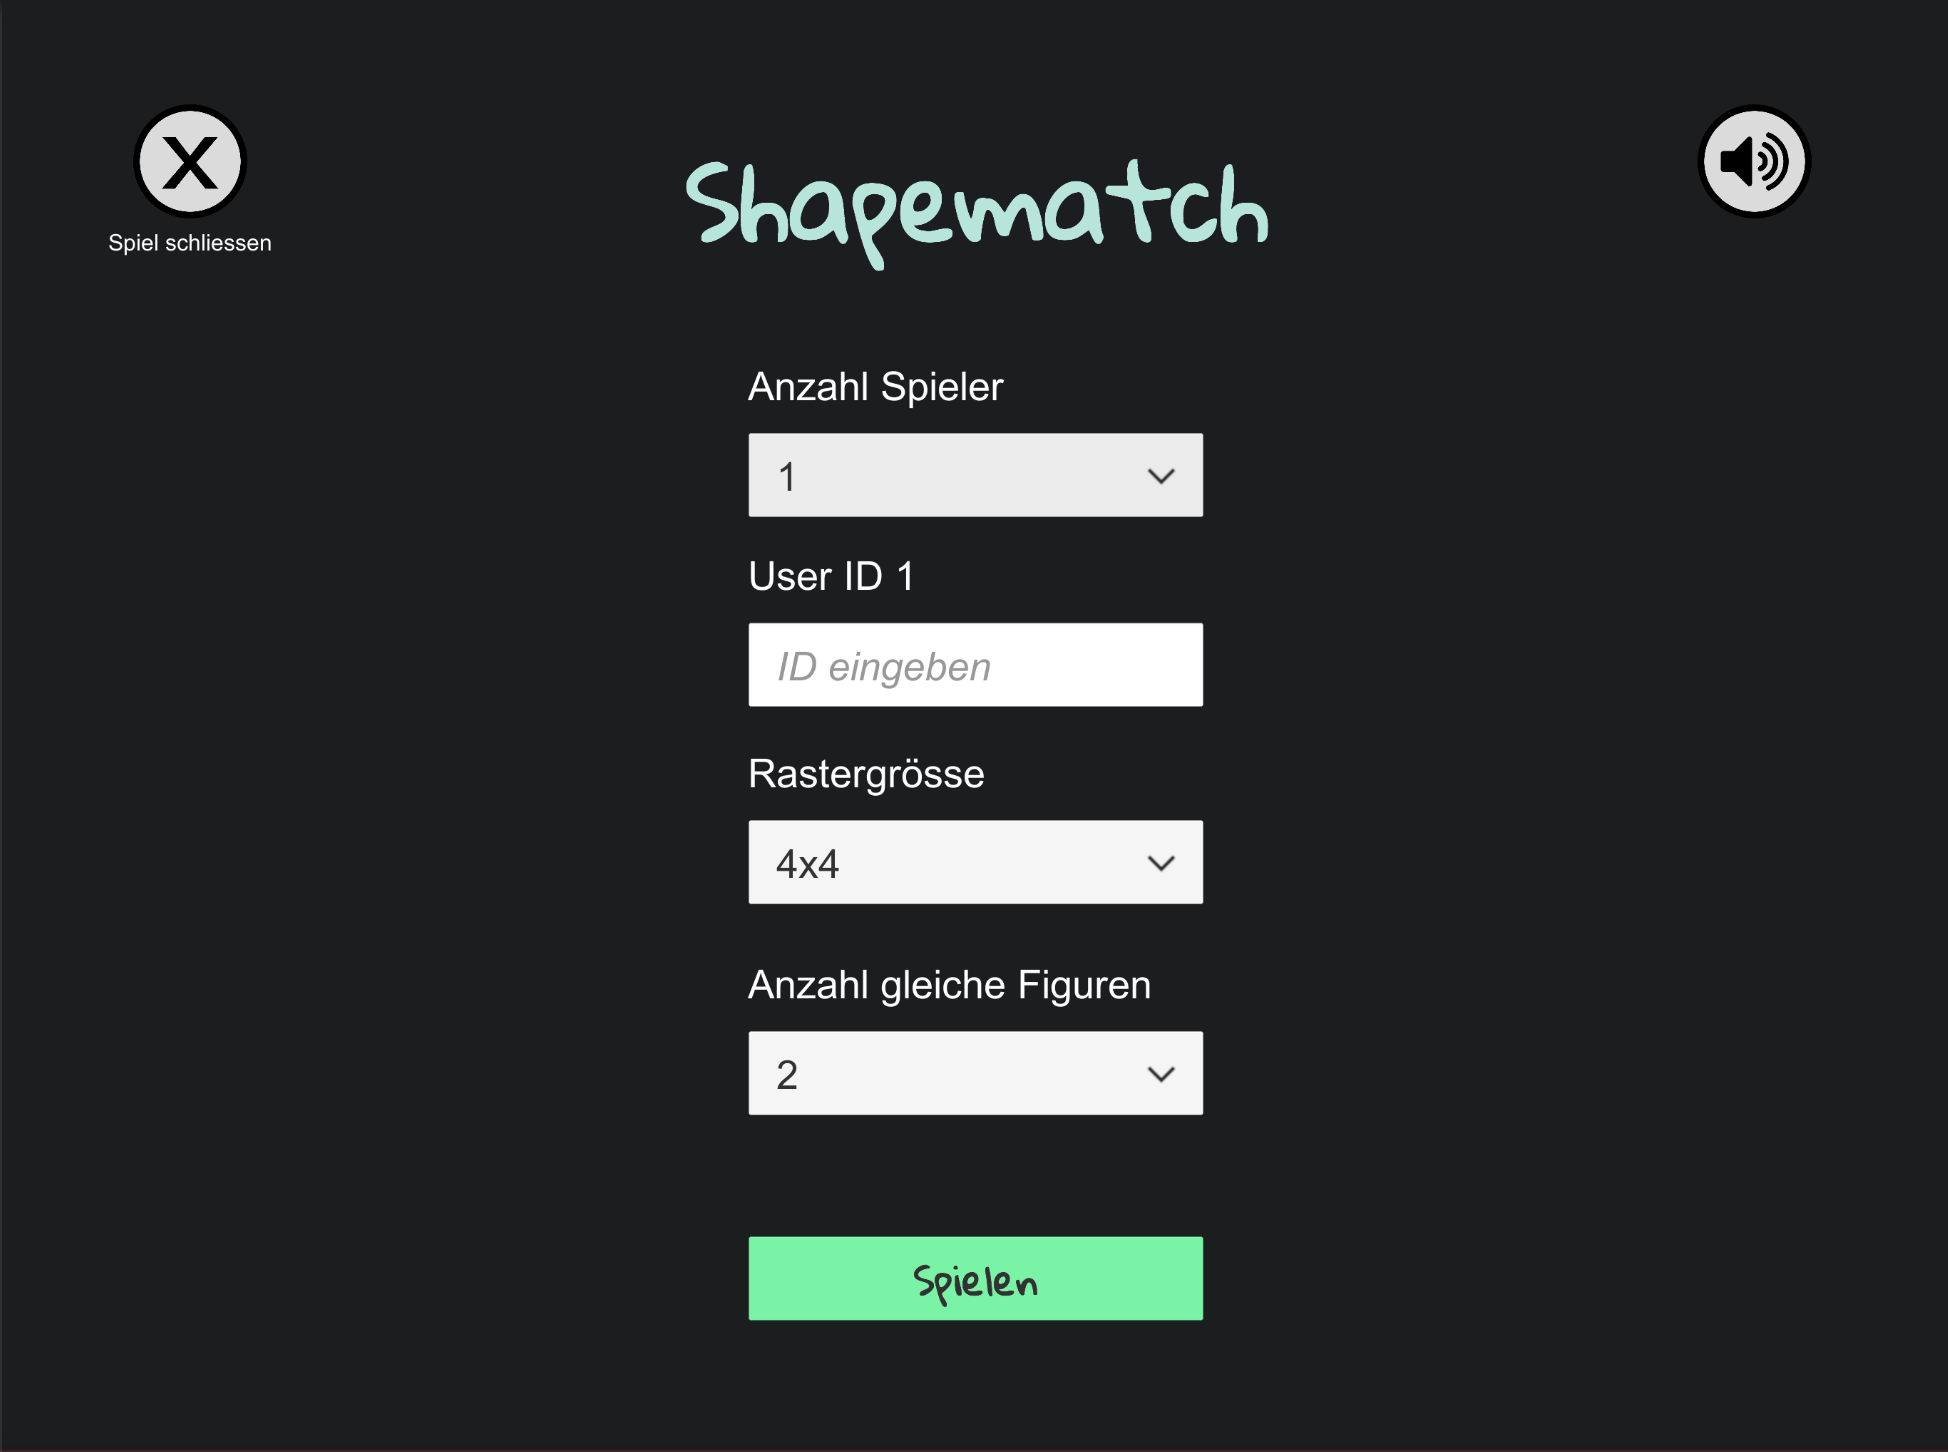 X
Spiel schliessen
Shapematch
Anzahl Spieler
1
User ID 1
ID eingeben
Rastergrösse
4x4
Anzahl gleiche Figuren
2
Spielen